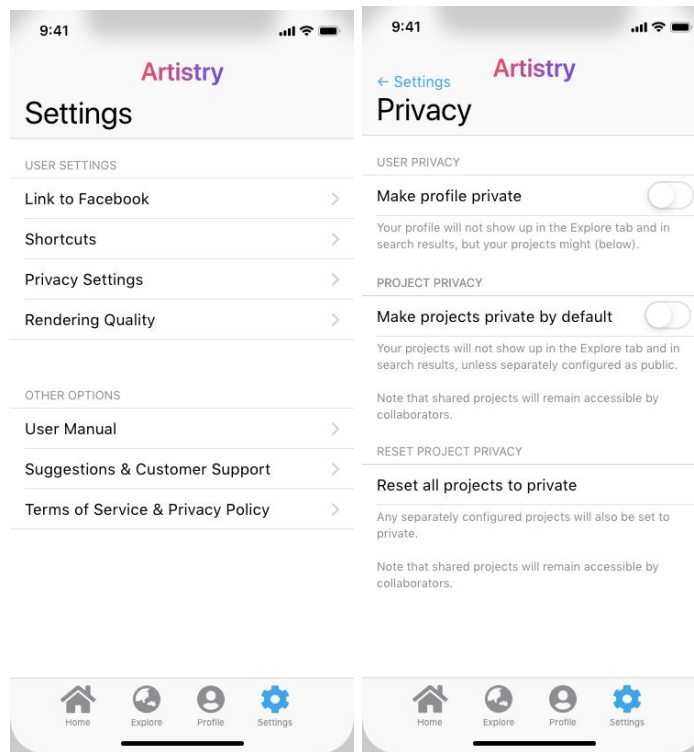 9:41
Artistry
Settings
USER SETTINGS
Link to Facebook
Shortcuts
Privacy Settings
Rendering Quality
OTHER OPTIONS
User Manual
Suggestions & Customer Support
Terms of Service & Privacy Policy
Home Explore Profile Settings
9:41
Artistry
← Settings
Privacy
USER PRIVACY
Make profile private
Your profile will not show up in the Explore tab and in
search results, but your projects might (below).
PROJECT PRIVACY
Make projects private by default
Your projects will not show up in the Explore tab and in
search results, unless separately configured as public.
Note that shared projects will remain accessible by
collaborators.
RESET PROJECT PRIVACY
Reset all projects to private
Any separately configured projects will also be set to
private.
Note that shared projects will remain accessible by
collaborators.
Home Explore Profile Settings